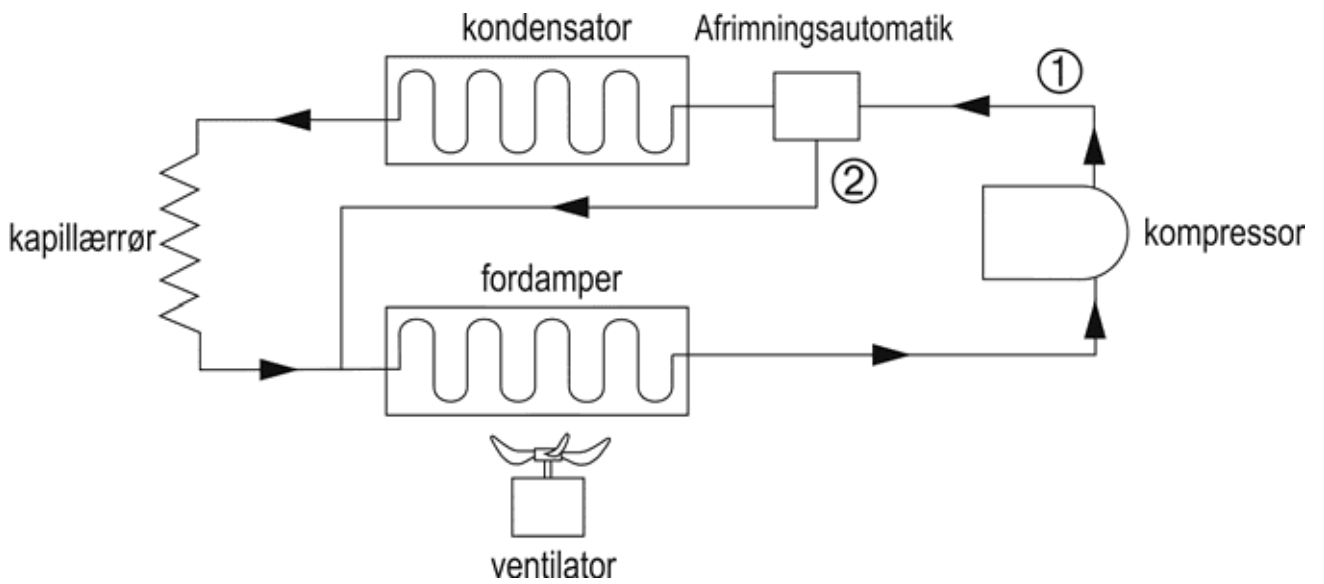 kondensator
Afrimningsautomatik
①
②
kapillærrør
kompressor
fordamper
ventilator